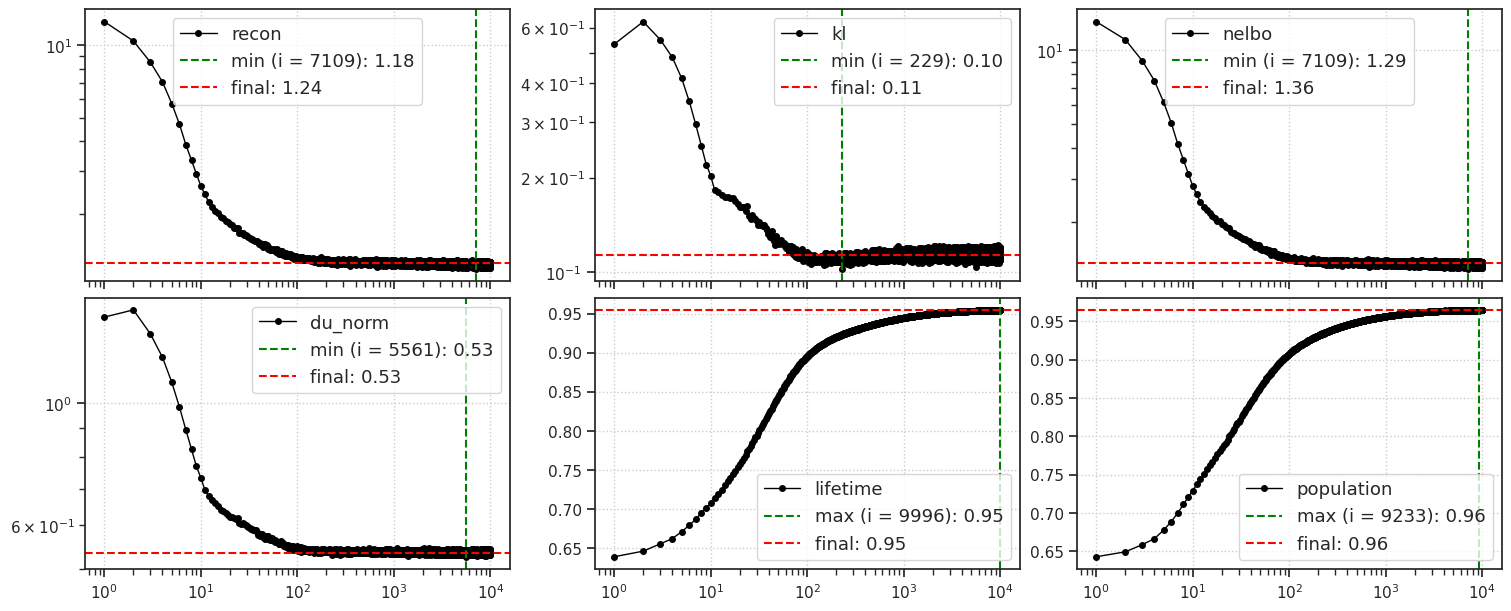 10¹
recon
min (i = 7109): 1.18
final: 1.24
6 × 10⁻¹
4 × 10⁻¹
3 × 10⁻¹
2 × 10⁻¹
10⁻¹
kl
min (i = 229): 0.10
final: 0.11
10¹
nelbo
min (i = 7109): 1.29
final: 1.36
10⁰
6 × 10⁻¹
du_norm
min (i = 5561): 0.53
final: 0.53
10⁰ 10¹ 10² 10³ 10⁴
0.95
0.90
0.85
0.80
0.75
0.70
0.65
lifetime
max (i = 9996): 0.95
final: 0.95
10⁰ 10¹ 10² 10³ 10⁴
0.95
0.90
0.85
0.80
0.75
0.70
0.65
population
max (i = 9233): 0.96
final: 0.96
10⁰ 10¹ 10² 10³ 10⁴